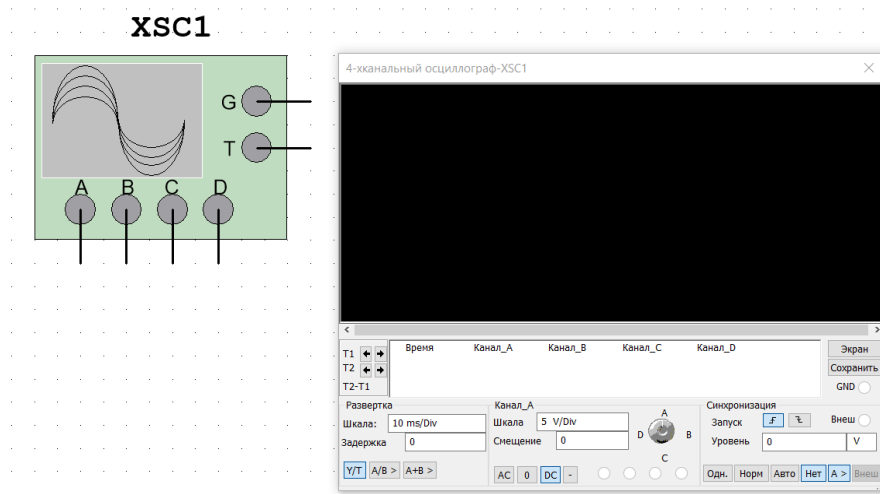 XSC1
G
T
A B C D
4-хканальный осциллограф-XSC1
Время Канал_A Канал_B Канал_C Канал_D
T1
T2
T2-T1
Экран
Сохранить
GND
Развертка
Шкала: 10 ms/Div
Задержка 0
Y/T A/B > A+B >
Канал_A
Шкала 5 V/Div
Смещение 0
AC 0 DC -
A
D B
C
Синхронизация
Запуск Внеш
Уровень 0 V
Одн. Норм Авто Нет A > Внеш